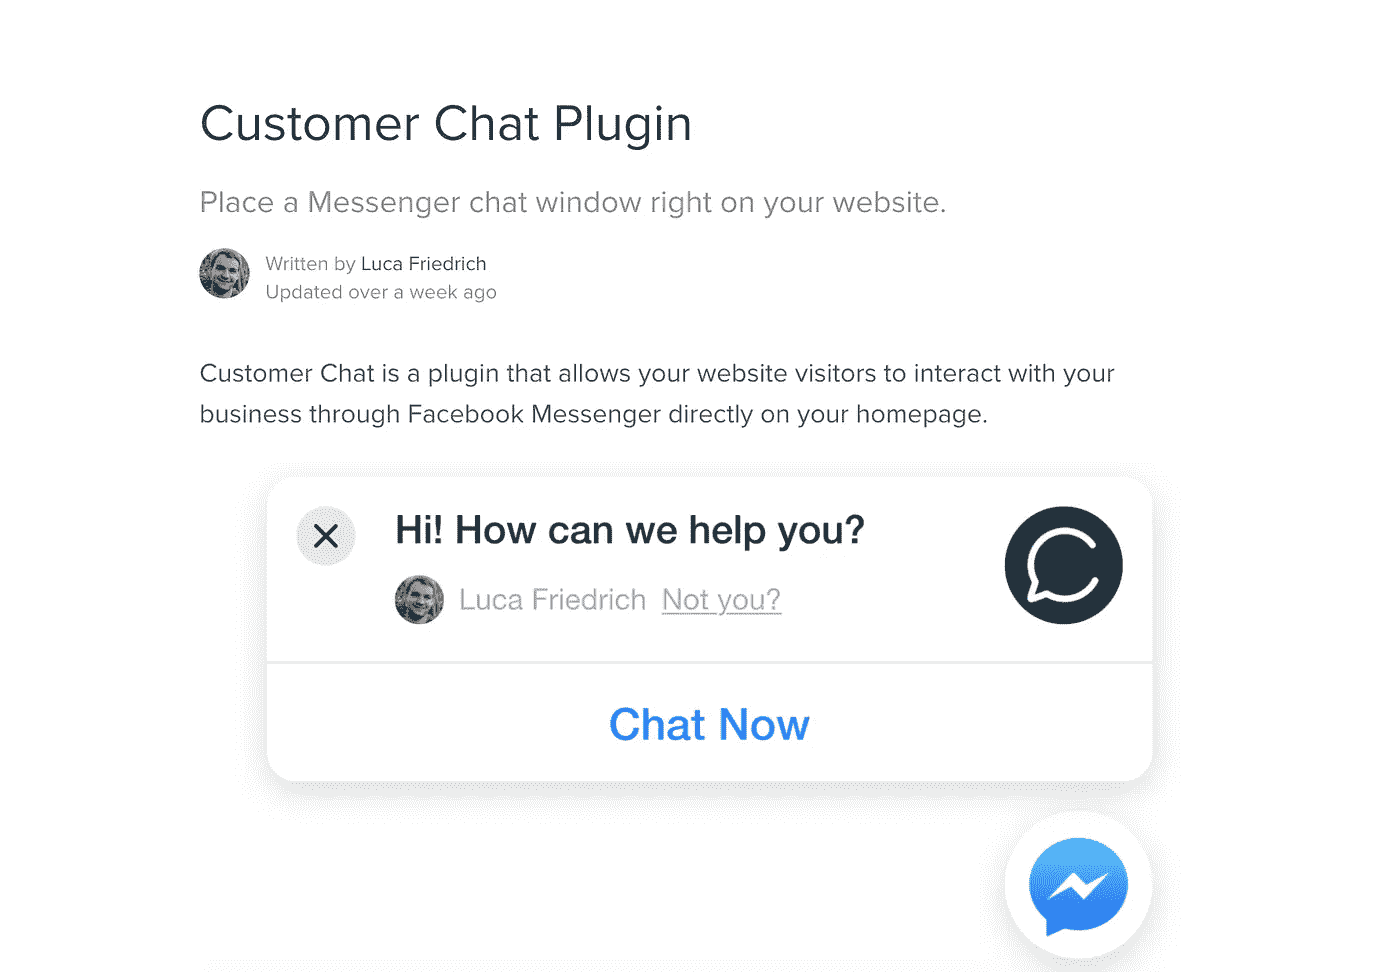 Customer Chat Plugin
Place a Messenger chat window right on your website.
Written by Luca Friedrich
Updated over a week ago
Customer Chat is a plugin that allows your website visitors to interact with your
business through Facebook Messenger directly on your homepage.
Hi! How can we help you?
Luca Friedrich Not you?
Chat Now